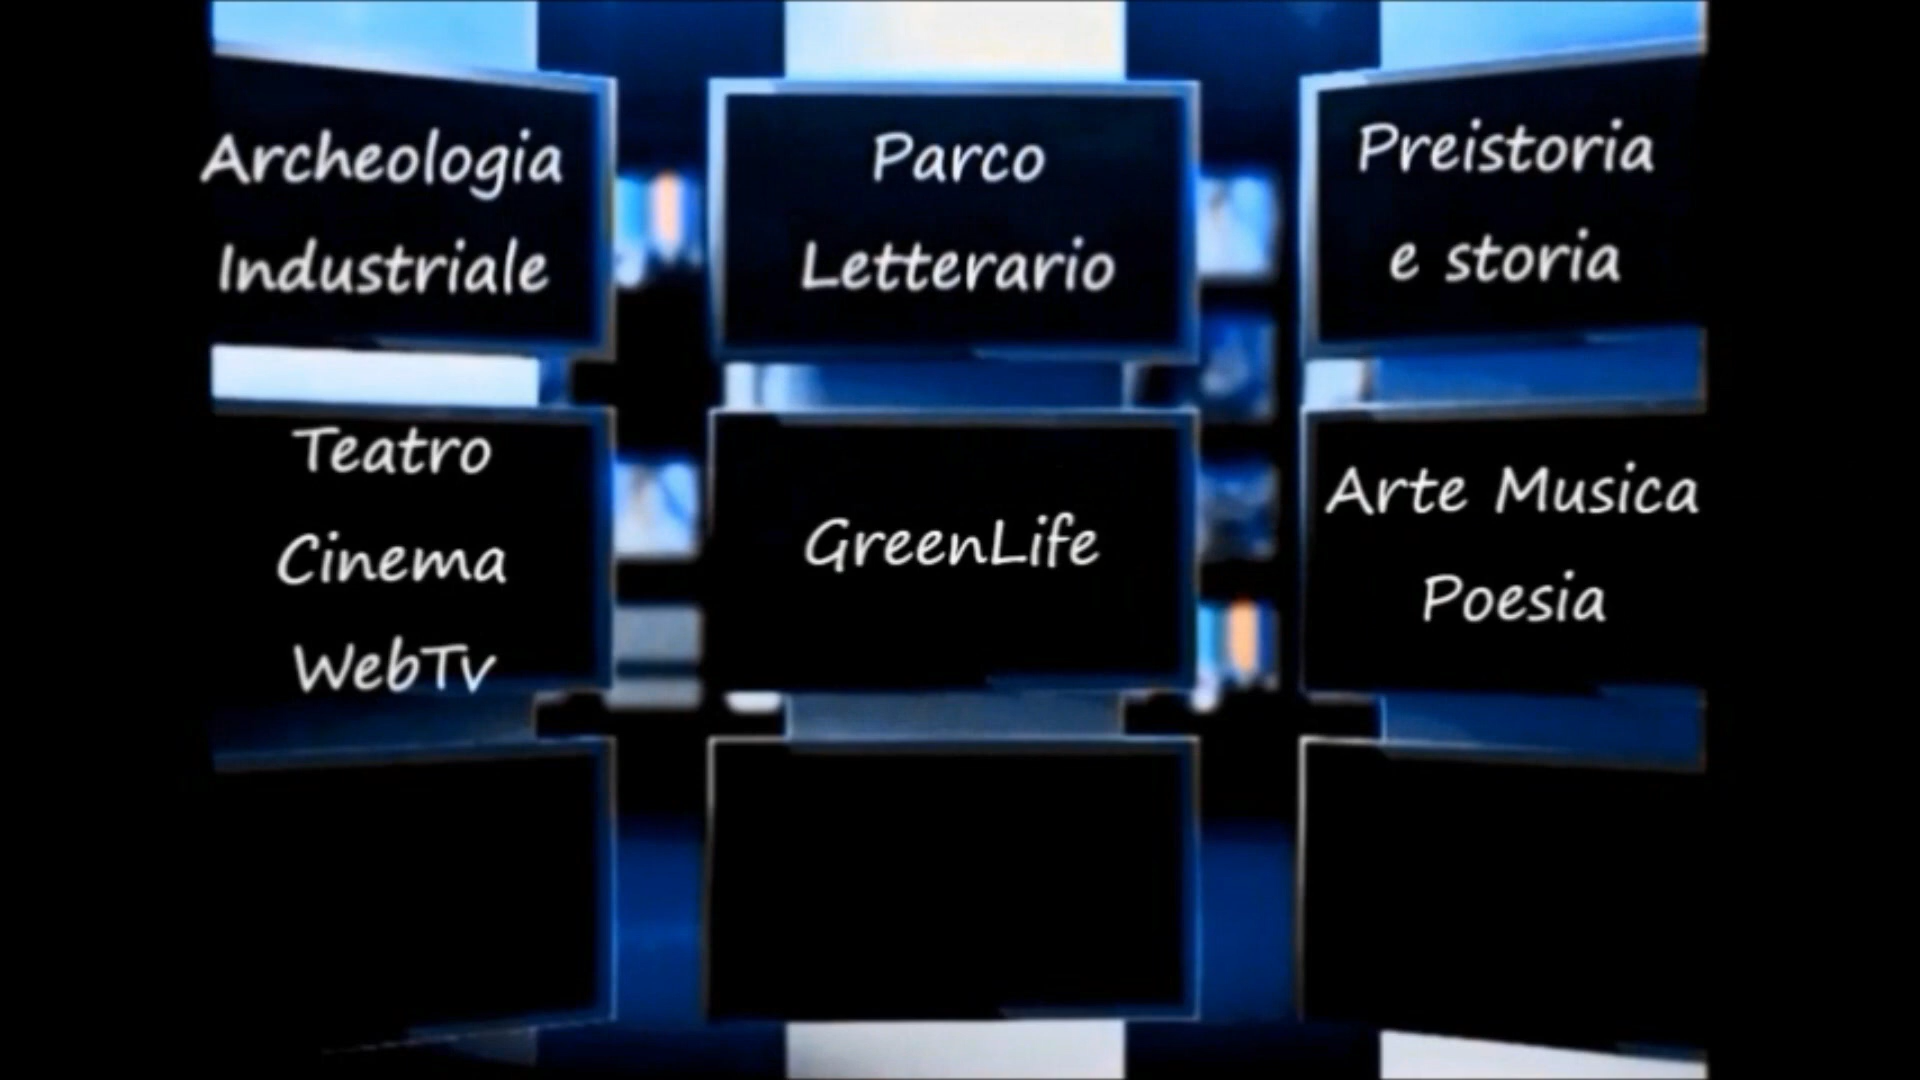 Archeologia
Industriale
Parco
Letterario
Preistoria
e storia
Teatro
Cinema
WebTv
GreenLife
Arte Musica
Poesia